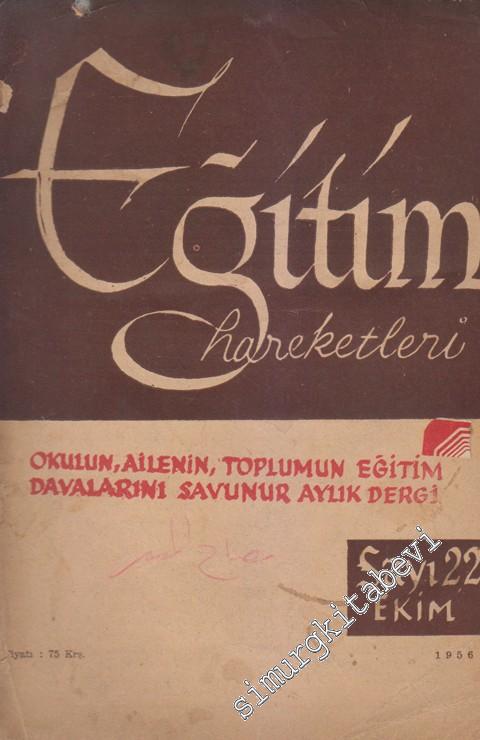 Eğitim
hareketleri
OKULUN, AİLENİN, TOPLUMUN EĞİTİM
DAVALARINI SAVUNUR AYLIK DERGİ
Sayı 22
EKİM
: 75 Krş.
1956
simurgkitabevi.com